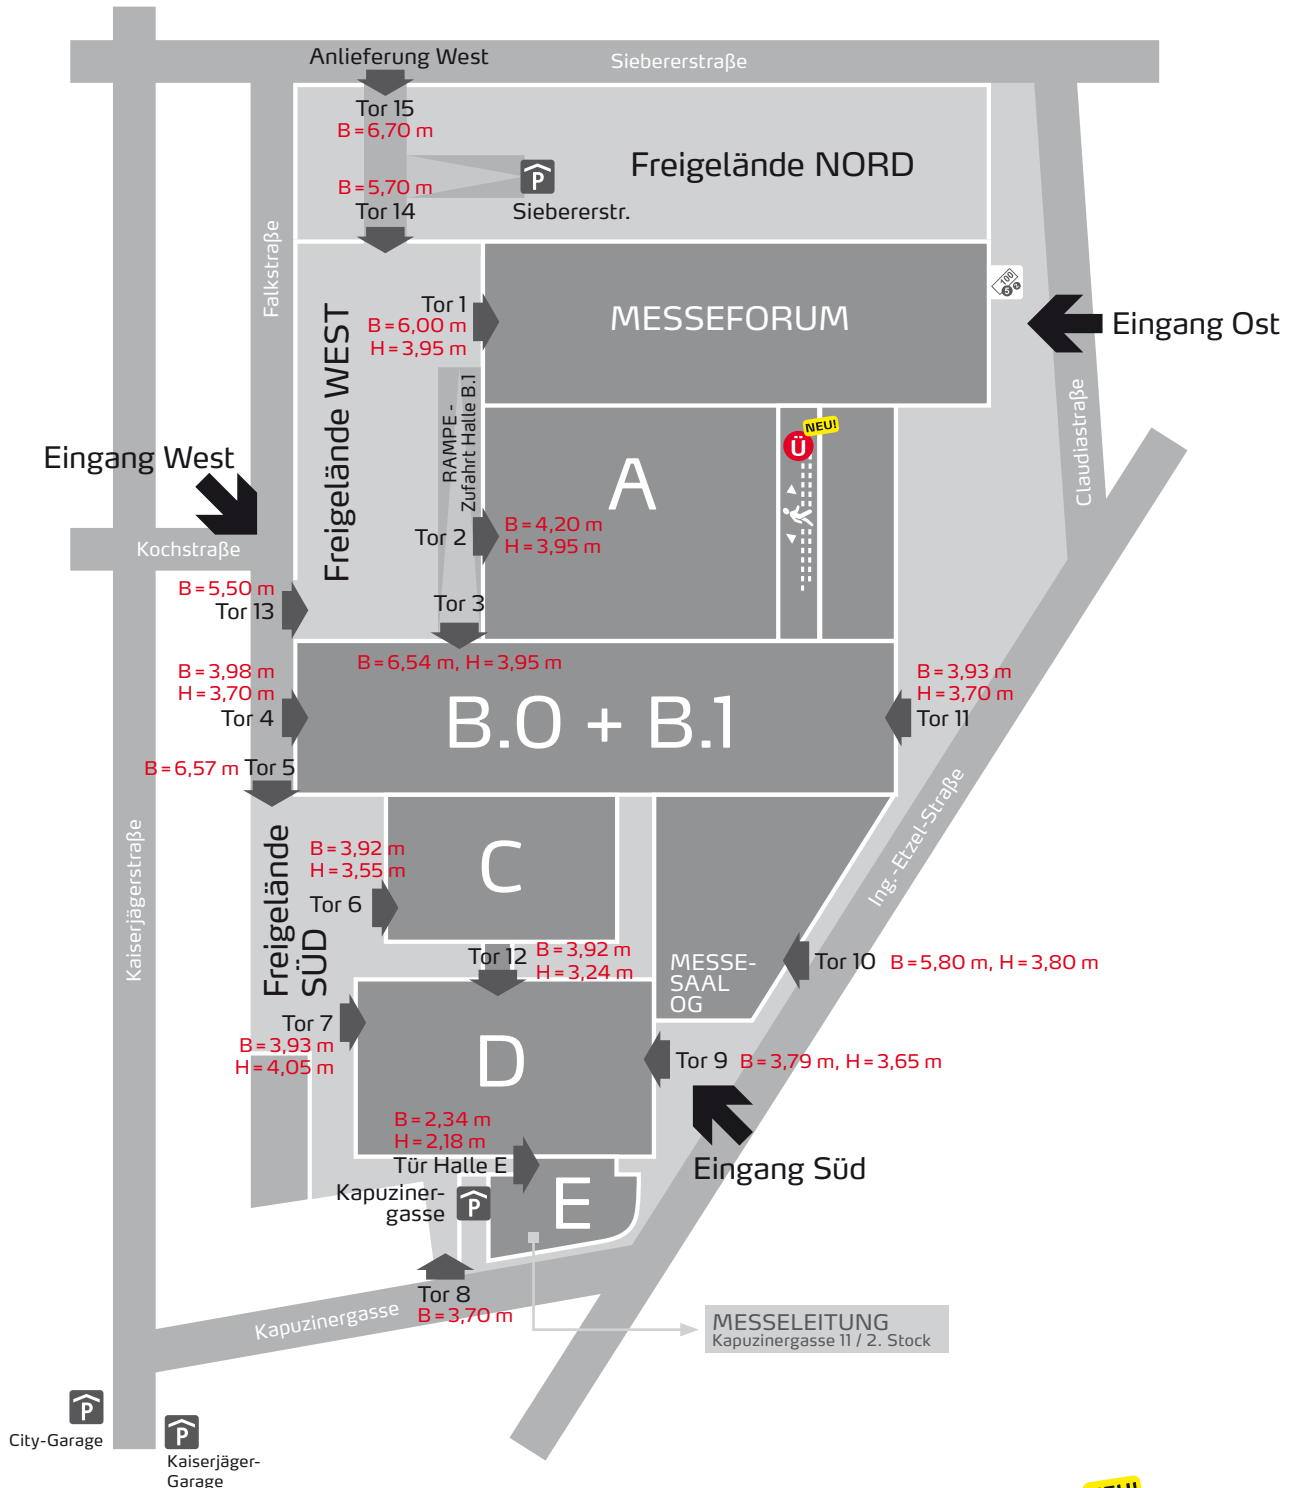 Anlieferung West
Siebererstraße
Tor 15
B = 6,70 m
Freigelände NORD
P
B = 5,70 m
Tor 14
Siebererstr.
Falkstraße
Freigelände WEST
Tor 1
B = 6,00 m
H = 3,95 m
MESSEFORUM
100
Eingang Ost
RAMPE -
Zufahrt Halle B.1
Claudiastraße
NEU!
Ü
Eingang West
A
Kochstraße
Tor 2
B = 4,20 m
H = 3,95 m
B = 5,50 m
Tor 13
Tor 3
B = 6,54 m, H = 3,95 m
B = 3,98 m
H = 3,70 m
Tor 4
B.0 + B.1
B = 3,93 m
H = 3,70 m
Tor 11
B = 6,57 m Tor 5
Kaiserjägerstraße
Ing.-Etzel-Straße
Freigelände
SÜD
B = 3,92 m
H = 3,55 m
C
Tor 6
Tor 12
B = 3,92 m
H = 3,24 m
MESSE-
SAAL
OG
Tor 10 B = 5,80 m, H = 3,80 m
Tor 7
B = 3,93 m
H = 4,05 m
D
Tor 9 B = 3,79 m, H = 3,65 m
B = 2,34 m
H = 2,18 m
Tür Halle E
Eingang Süd
Kapuziner-
gasse
P
E
Tor 8
B = 3,70 m
Kapuzinergasse
MESSELEITUNG
Kapuzinergasse 11 / 2. Stock
P
City-Garage
P
Kaiserjäger-
Garage